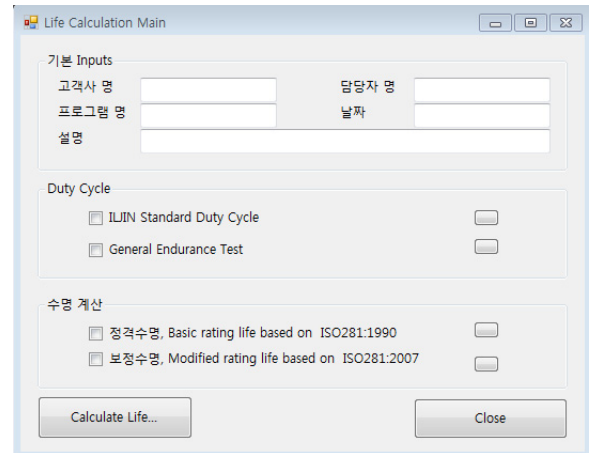 Life Calculation Main
기본 Inputs
고객사 명 담당자 명
프로그램 명 날짜
설명
Duty Cycle
ILJIN Standard Duty Cycle
General Endurance Test
수명 계산
정격수명, Basic rating life based on ISO281:1990
보정수명, Modified rating life based on ISO281:2007
Calculate Life... Close